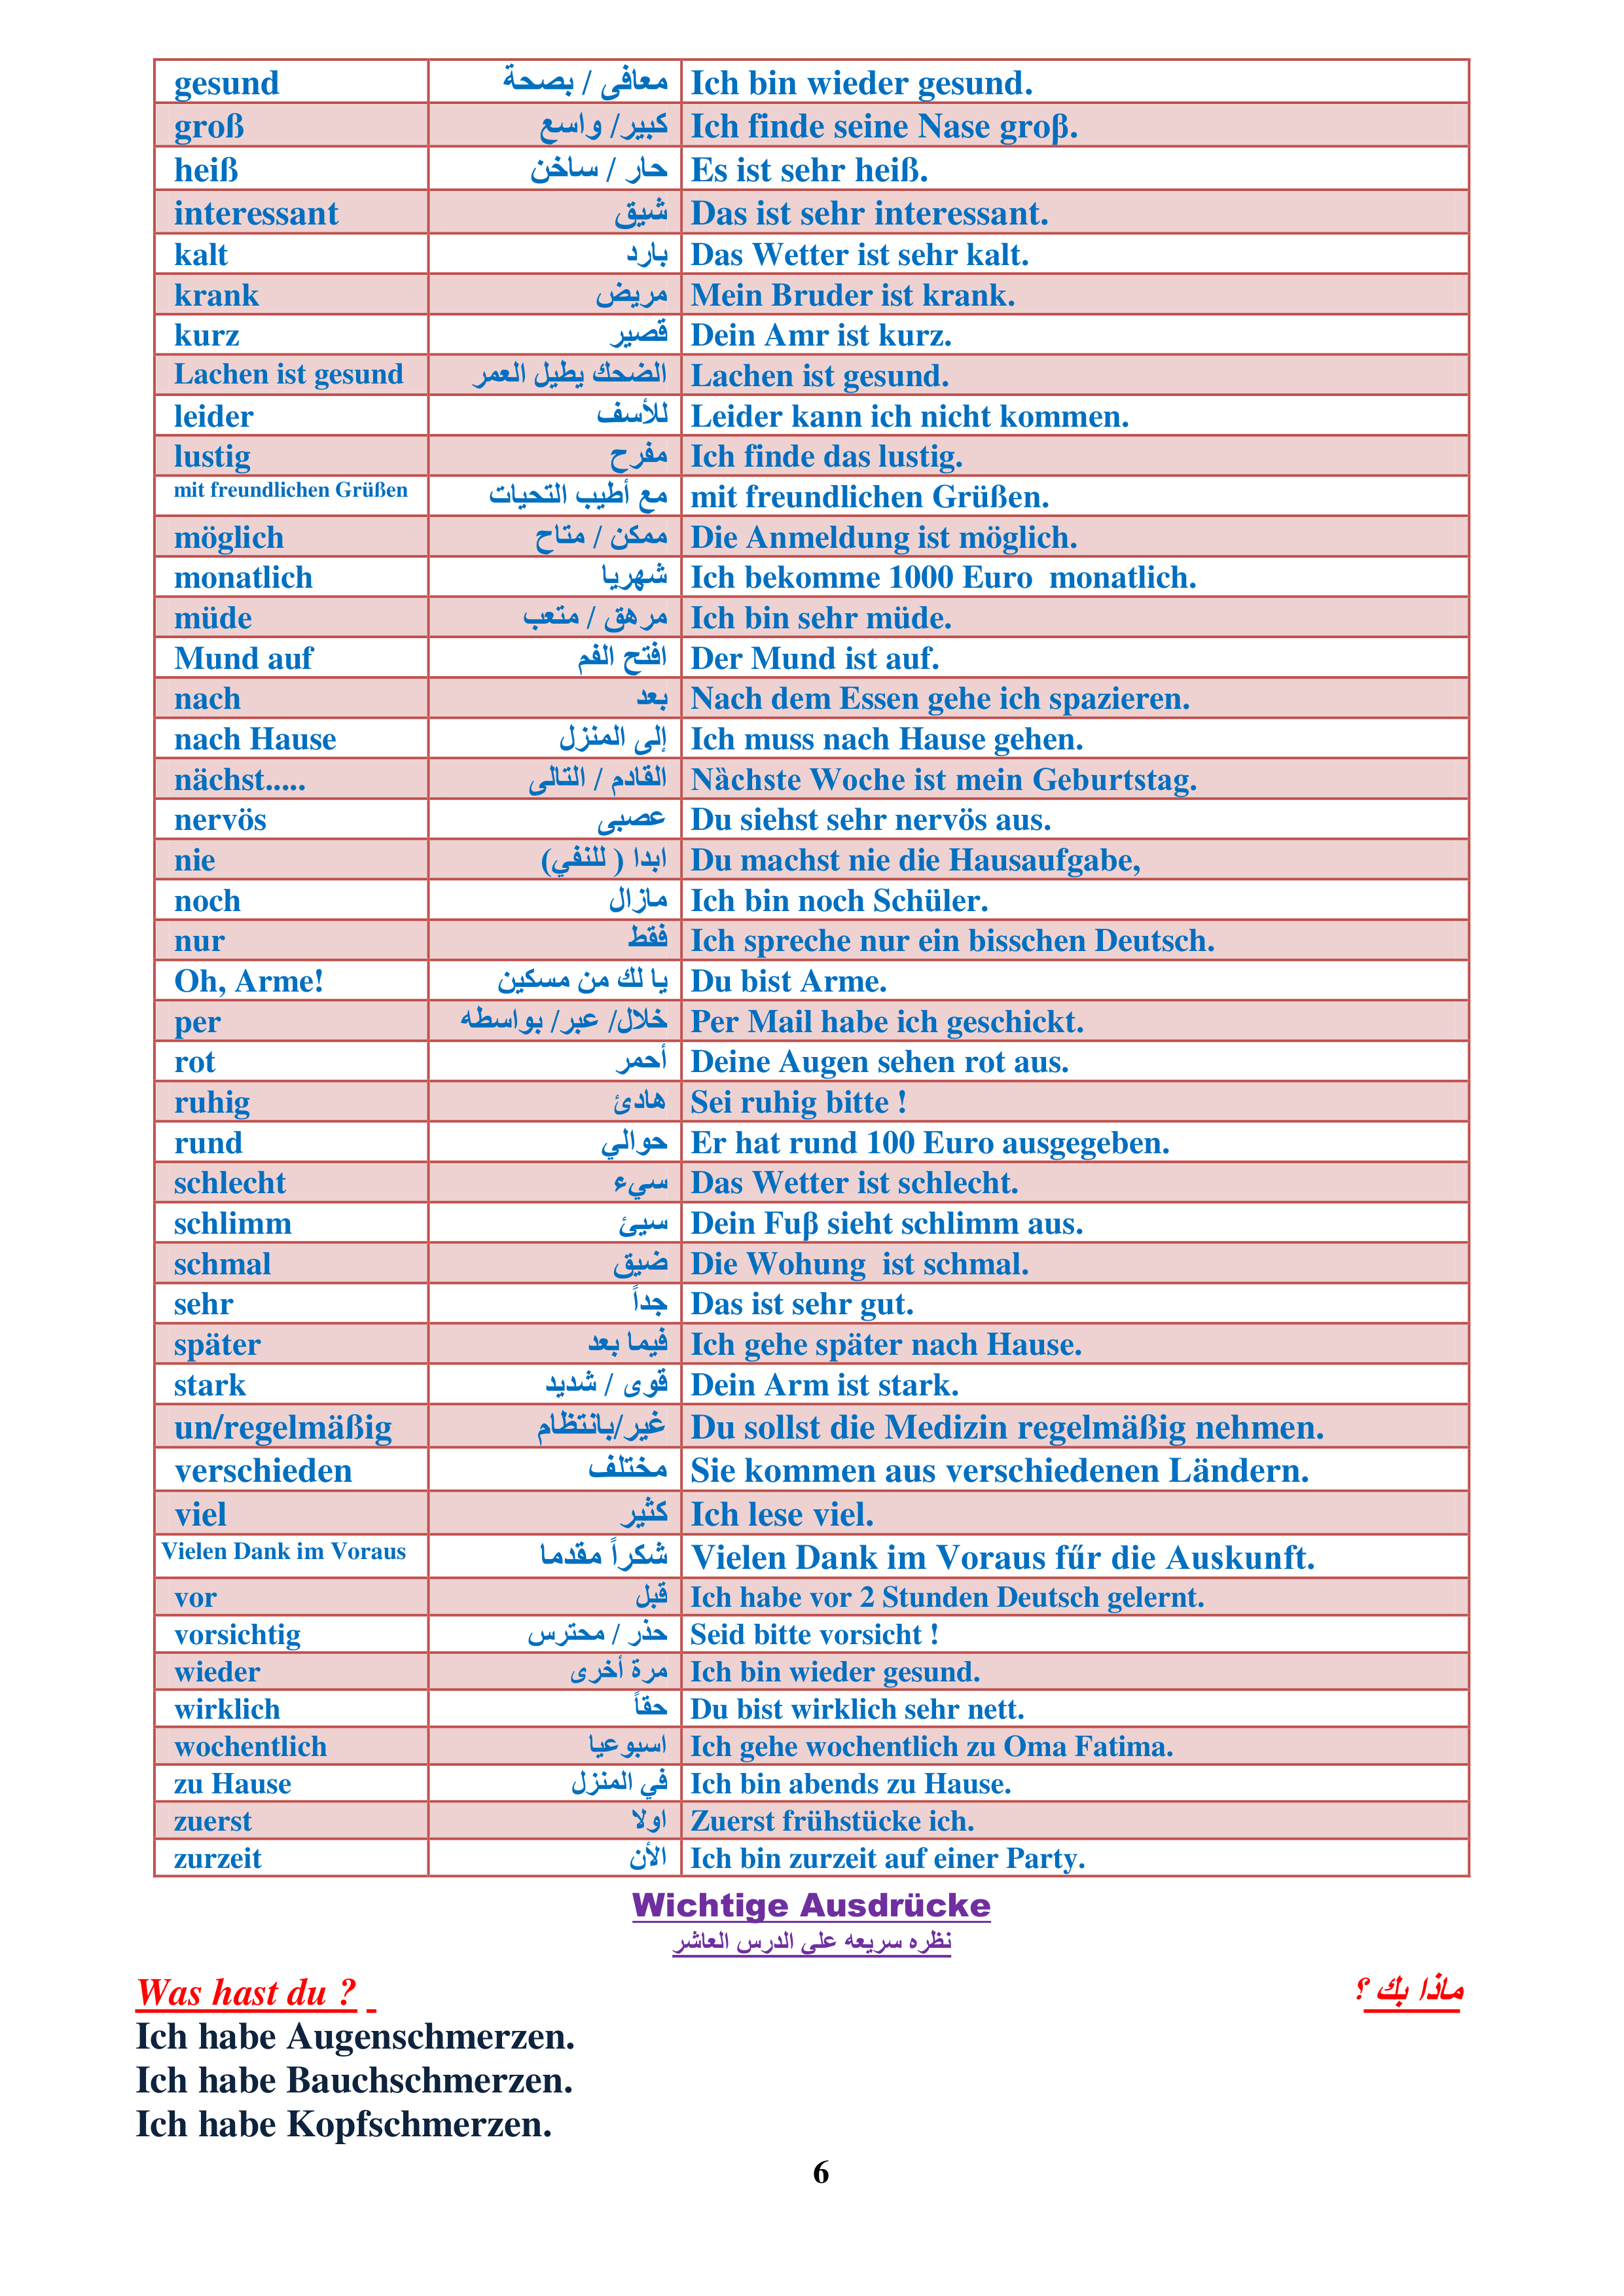 gesund معافى / بصحة Ich bin wieder gesund.
groß كبير/ واسع Ich finde seine Nase groβ.
heiß حار / ساخن Es ist sehr heiß.
interessant شيق Das ist sehr interessant.
kalt بارد Das Wetter ist sehr kalt.
krank مريض Mein Bruder ist krank.
kurz قصير Dein Amr ist kurz.
Lachen ist gesund الضحك يطيل العمر Lachen ist gesund.
leider للأسف Leider kann ich nicht kommen.
lustig مفرح Ich finde das lustig.
mit freundlichen Grüßen مع أطيب التحيات mit freundlichen Grüßen.
möglich ممكن / متاح Die Anmeldung ist möglich.
monatlich شهريا Ich bekomme 1000 Euro monatlich.
müde مرهق / متعب Ich bin sehr müde.
Mund auf افتح الفم Der Mund ist auf.
nach بعد Nach dem Essen gehe ich spazieren.
nach Hause إلى المنزل Ich muss nach Hause gehen.
nächst..... القادم / التالى Nȁchste Woche ist mein Geburtstag.
nervös عصبى Du siehst sehr nervös aus.
nie ابدا ( للنفي) Du machst nie die Hausaufgabe,
noch مازال Ich bin noch Schüler.
nur فقط Ich spreche nur ein bisschen Deutsch.
Oh, Arme! يا لك من مسكين Du bist Arme.
per خلال/ عبر/ بواسطه Per Mail habe ich geschickt.
rot أحمر Deine Augen sehen rot aus.
ruhig هادئ Sei ruhig bitte !
rund حوالي Er hat rund 100 Euro ausgegeben.
schlecht سيء Das Wetter ist schlecht.
schlimm سيئ Dein Fuβ sieht schlimm aus.
schmal ضيق Die Wohung ist schmal.
sehr جداً Das ist sehr gut.
später فيما بعد Ich gehe später nach Hause.
stark قوى / شديد Dein Arm ist stark.
un/regelmäßig غير/بانتظام Du sollst die Medizin regelmäßig nehmen.
verschieden مختلف Sie kommen aus verschiedenen Ländern.
viel كثير Ich lese viel.
Vielen Dank im Voraus شكراً مقدما Vielen Dank im Voraus fűr die Auskunft.
vor قبل Ich habe vor 2 Stunden Deutsch gelernt.
vorsichtig حذر / محترس Seid bitte vorsicht !
wieder مرة أخرى Ich bin wieder gesund.
wirklich حقاً Du bist wirklich sehr nett.
wochentlich اسبوعيا Ich gehe wochentlich zu Oma Fatima.
zu Hause في المنزل Ich bin abends zu Hause.
zuerst اولا Zuerst frühstücke ich.
zurzeit الأن Ich bin zurzeit auf einer Party.
Wichtige Ausdrücke
نظره سريعه على الدرس العاشر
Was hast du ? ماذا بك ؟
Ich habe Augenschmerzen.
Ich habe Bauchschmerzen.
Ich habe Kopfschmerzen.
6